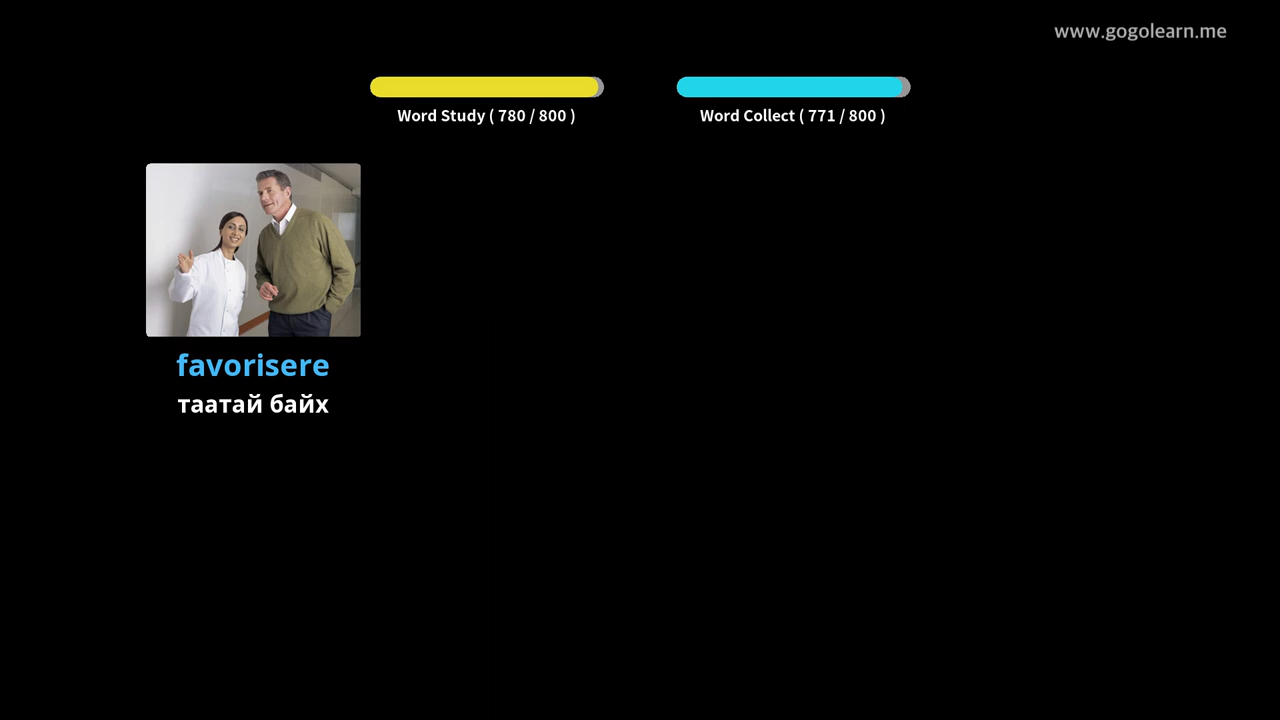 www.gogolearn.me
Word Study ( 780 / 800 )
Word Collect ( 771 / 800 )
favorisere
таатай байх